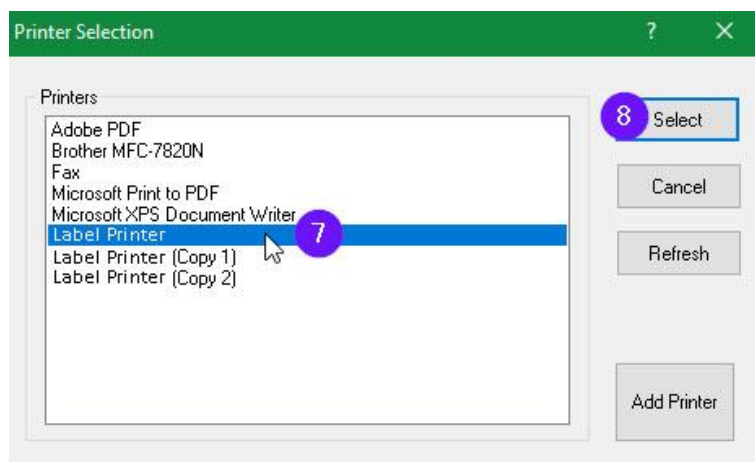 Printer Selection
?
Printers
Adobe PDF
Brother MFC-7820N
Fax
Microsoft Print to PDF
Microsoft XPS Document Writer
Label Printer
7
Label Printer (Copy 1)
Label Printer (Copy 2)
8
Select
Cancel
Refresh
Add Printer